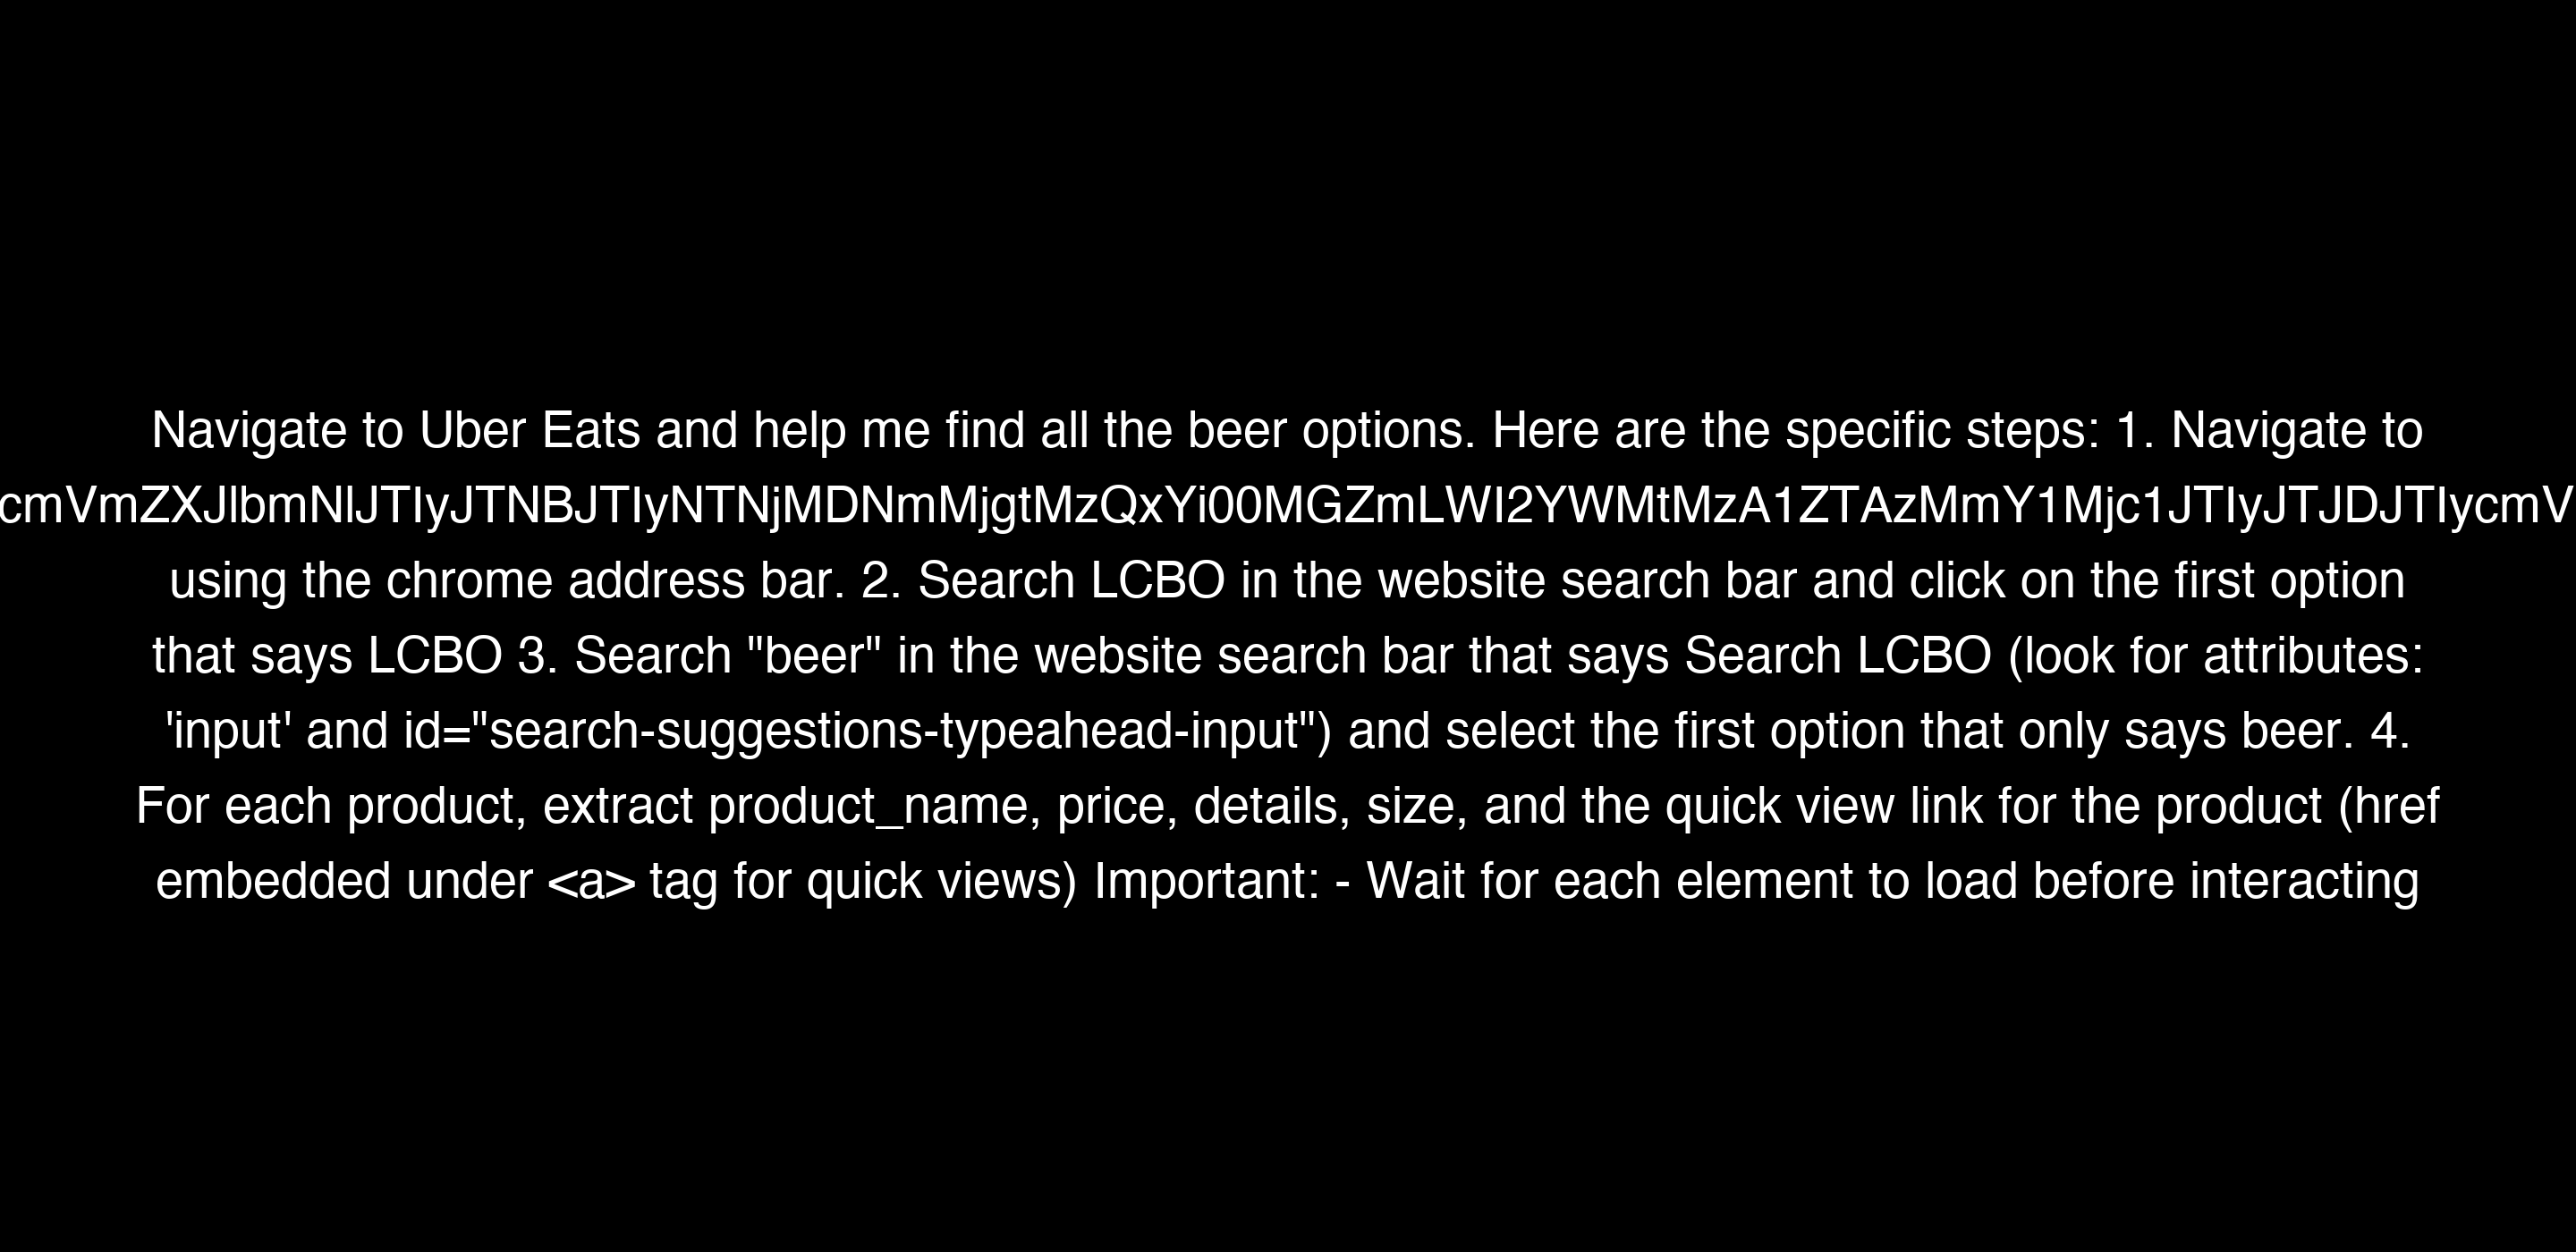 Navigate to Uber Eats and help me find all the beer options. Here are the specific steps: 1. Navigate to
cmVmZXJlbmNlJTIyJTNBJTIyNTNjMDNmMjgtMzQxYi00MGZmLWI2YWMtMzA1ZTAzMmY1Mjc1JTIyJTJDJTIycmV
using the chrome address bar. 2. Search LCBO in the website search bar and click on the first option
that says LCBO 3. Search "beer" in the website search bar that says Search LCBO (look for attributes:
'input' and id="search-suggestions-typeahead-input") and select the first option that only says beer. 4.
For each product, extract product_name, price, details, size, and the quick view link for the product (href
embedded under <a> tag for quick views) Important: - Wait for each element to load before interacting